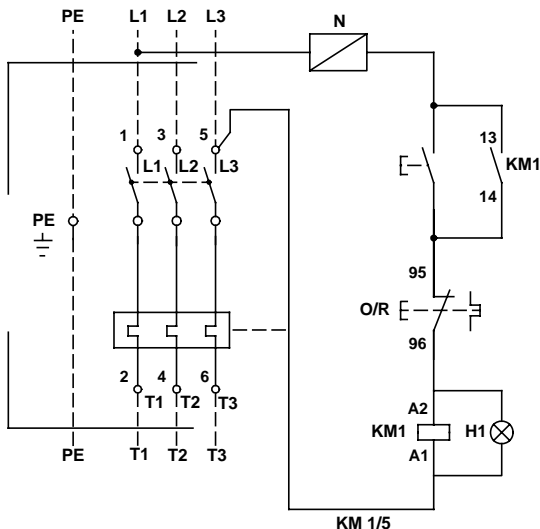 PE L1 L2 L3 N
1 3 5
L1 L2 L3
13
KM1
14
PE
95
O/R
96
2 4 6
T1 T2 T3
A2
KM1 H1
A1
PE T1 T2 T3
KM 1/5